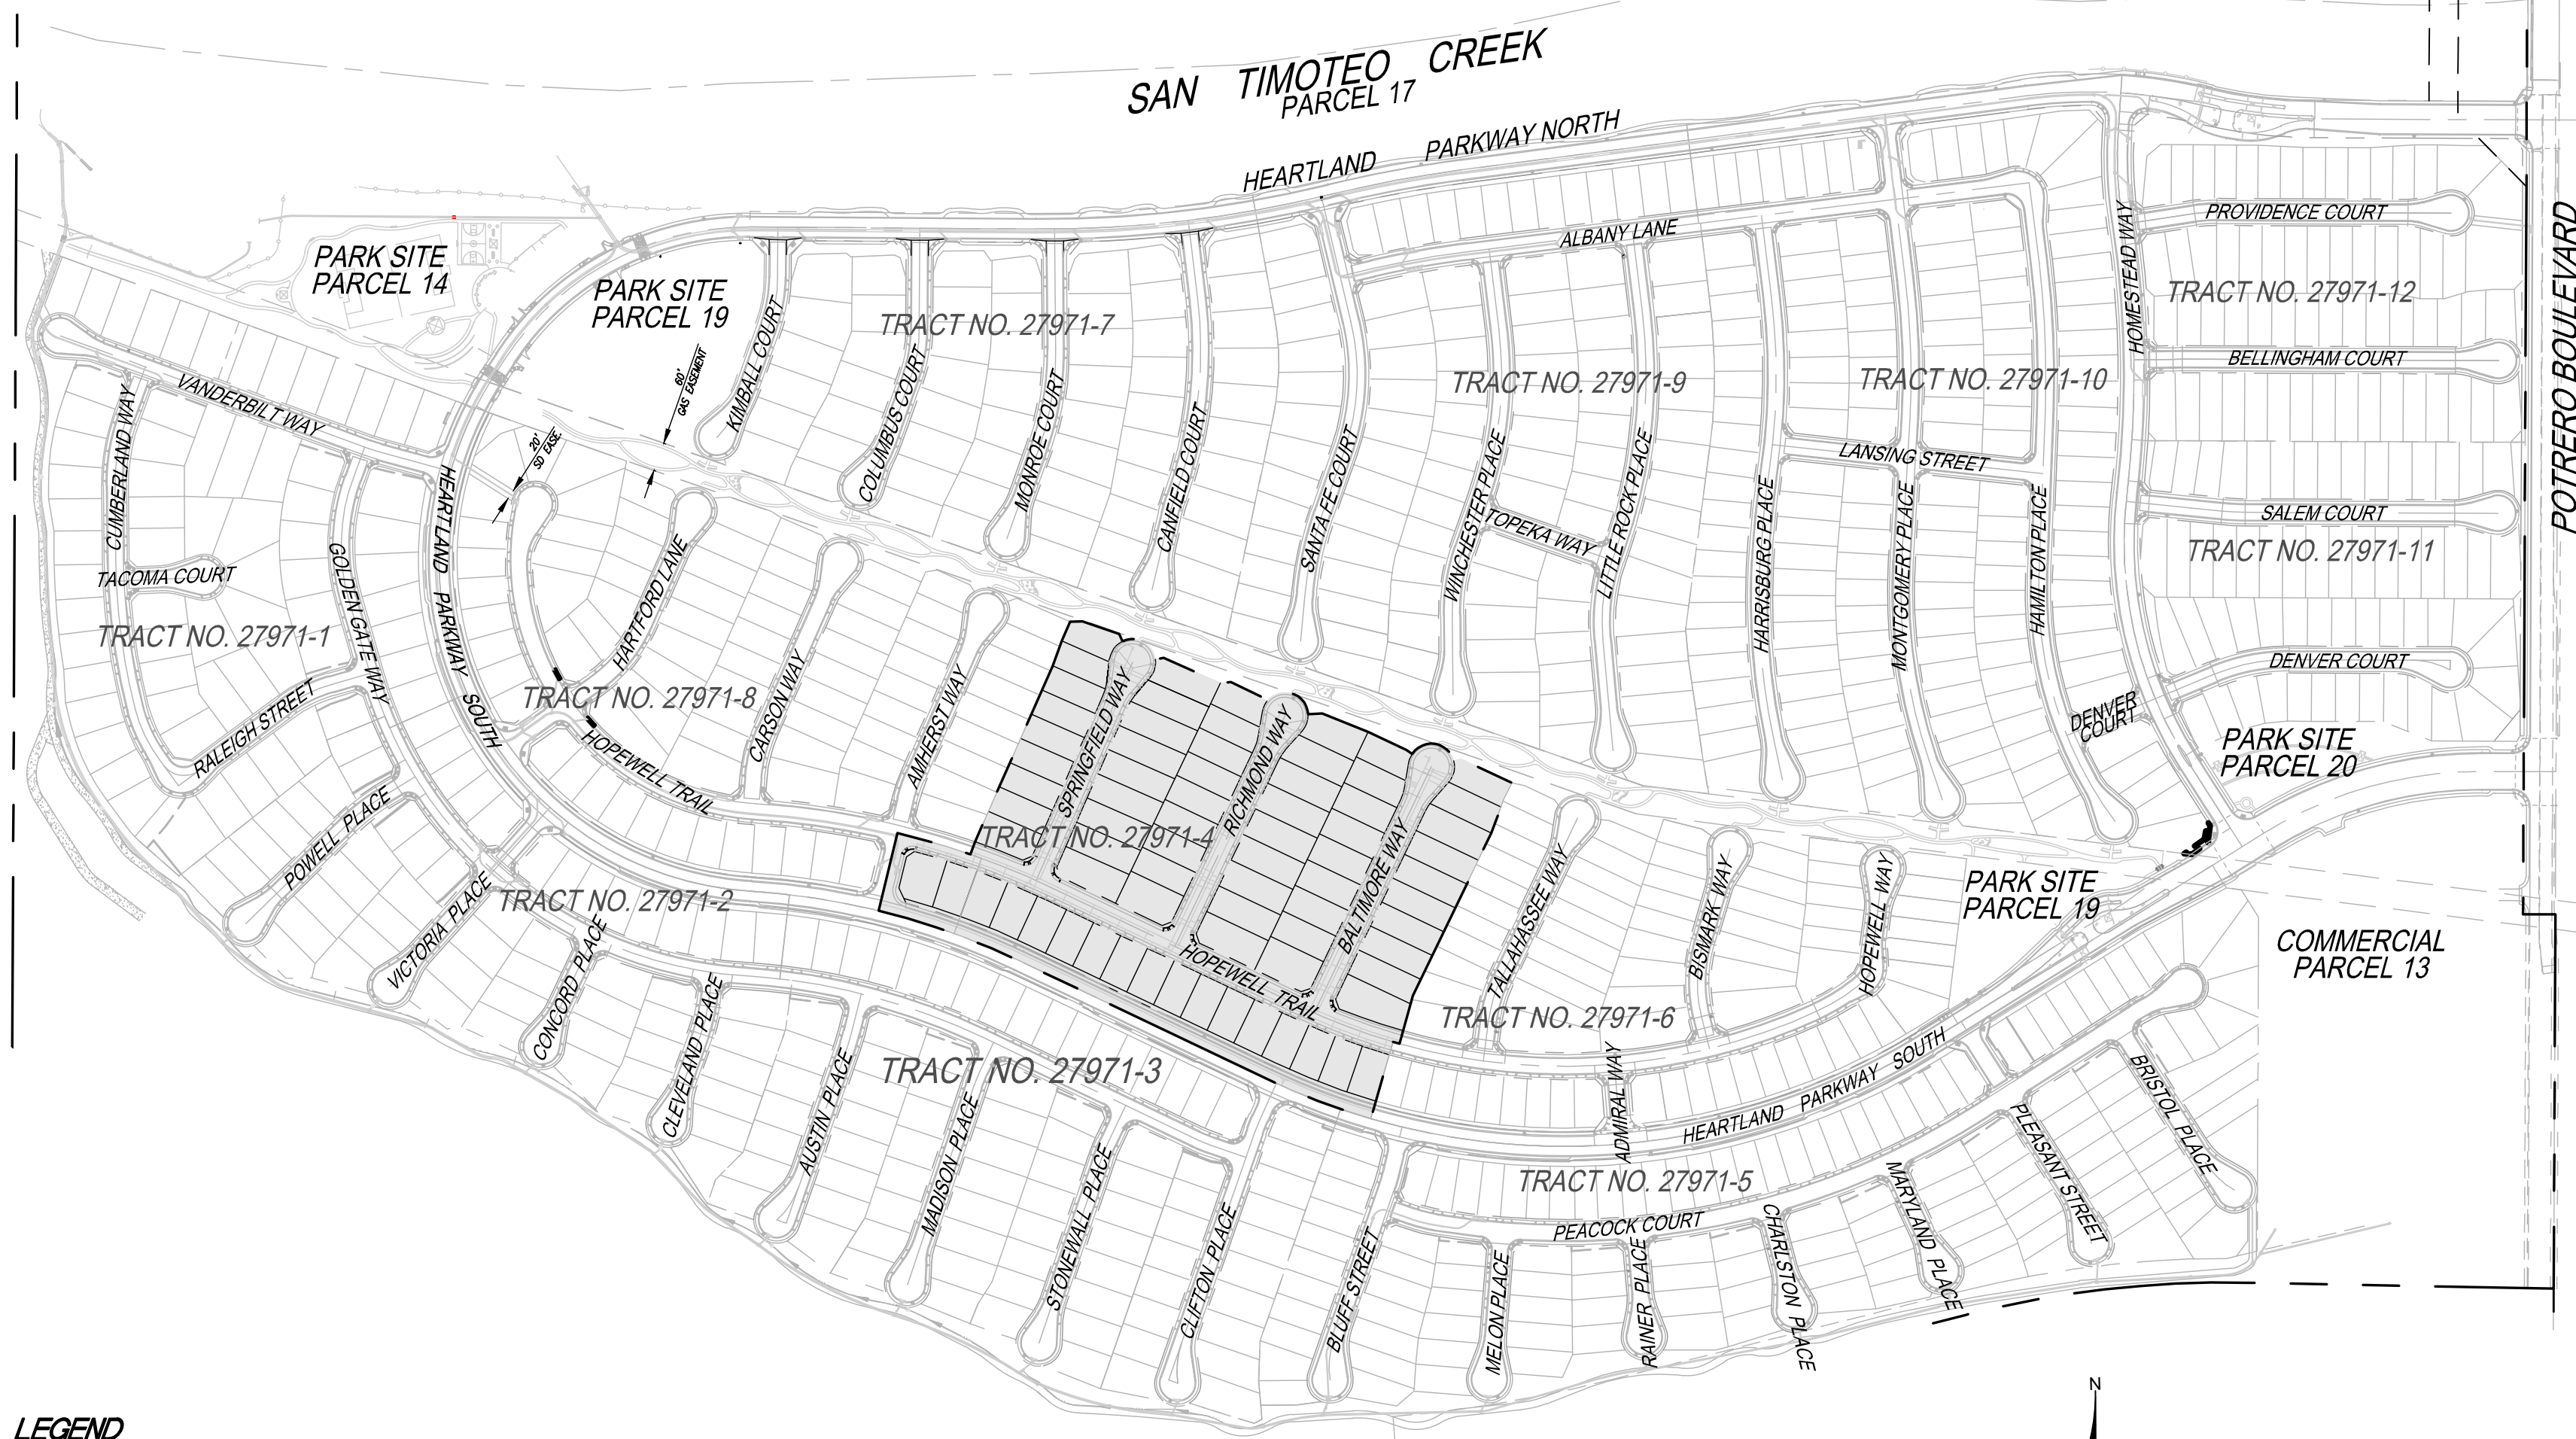 SAN TIMOTEO CREEK
PARCEL 17
HEARTLAND PARKWAY NORTH
PARK SITE
PARCEL 14
PARK SITE
PARCEL 19
60'
GAS EASEMENT
20'
SD EASE.
KIMBALL COURT
COLUMBUS COURT
TRACT NO. 27971-7
MONROE COURT
CANFIELD COURT
SANTA FE COURT
ALBANY LANE
TRACT NO. 27971-9
WINCHESTER PLACE
TOPEKA WAY
LITTLE ROCK PLACE
HARRISBURG PLACE
TRACT NO. 27971-10
LANSING STREET
MONTGOMERY PLACE
HAMILTON PLACE
HOMESTEAD WAY
PROVIDENCE COURT
TRACT NO. 27971-12
BELLINGHAM COURT
SALEM COURT
TRACT NO. 27971-11
DENVER COURT
DENVER
COURT
POTRERO BOULEVARD
PARK SITE
PARCEL 20
VANDERBILT WAY
CUMBERLAND WAY
TACOMA COURT
TRACT NO. 27971-1
GOLDEN GATE WAY
RALEIGH STREET
HEARTLAND PARKWAY SOUTH
HARTFORD LANE
TRACT NO. 27971-8
HOPEWELL TRAIL
CARSON WAY
AMHERST WAY
SPRINGFIELD WAY
TRACT NO. 27971-4
RICHMOND WAY
BALTIMORE WAY
HOPEWELL TRAIL
TALLAHASSEE WAY
BISMARK WAY
HOPEWELL WAY
TRACT NO. 27971-6
PARK SITE
PARCEL 19
COMMERCIAL
PARCEL 13
POWELL PLACE
VICTORIA PLACE
TRACT NO. 27971-2
CONCORD PLACE
CLEVELAND PLACE
AUSTIN PLACE
TRACT NO. 27971-3
MADISON PLACE
STONEWALL PLACE
CLIFTON PLACE
BLUFF STREET
ADMIRAL WAY
HEARTLAND PARKWAY SOUTH
TRACT NO. 27971-5
PEACOCK COURT
MELON PLACE
RAINER PLACE
CHARLSTON PLACE
MARYLAND PLACE
PLEASANT STREET
BRISTOL PLACE
N
LEGEND